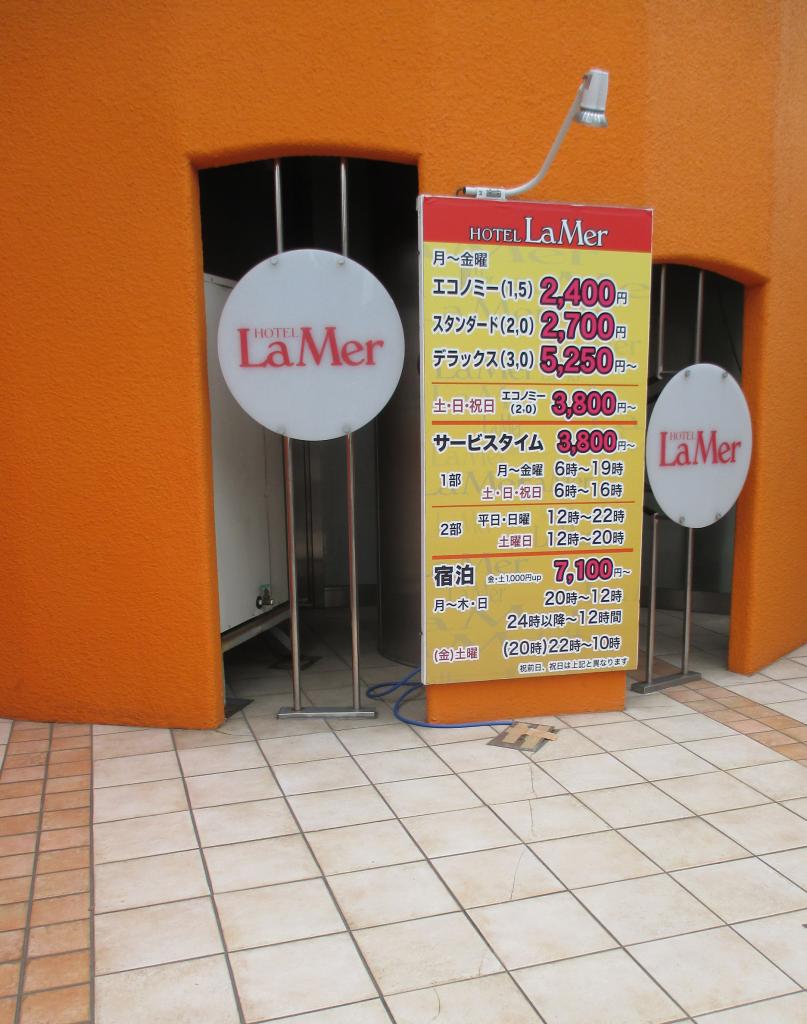 HOTEL
LaMer
HOTEL LaMer
月～金曜
エコノミー(1,5) 2,400円
スタンダード(2,0) 2,700円
デラックス(3,0) 5,250円～
土・日・祝日 エコノミー(2.0) 3,800円～
サービスタイム 3,800円～
1部 月～金曜 6時～19時
土・日・祝日 6時～16時
2部 平日・日曜 12時～22時
土曜日 12時～20時
宿泊 金・土1,000円up 7,100円～
月～木・日 20時～12時
24時以降～12時間
(金)土曜 (20時)22時～10時
祝前日、祝日は上記と異なります
HOTEL
LaMer